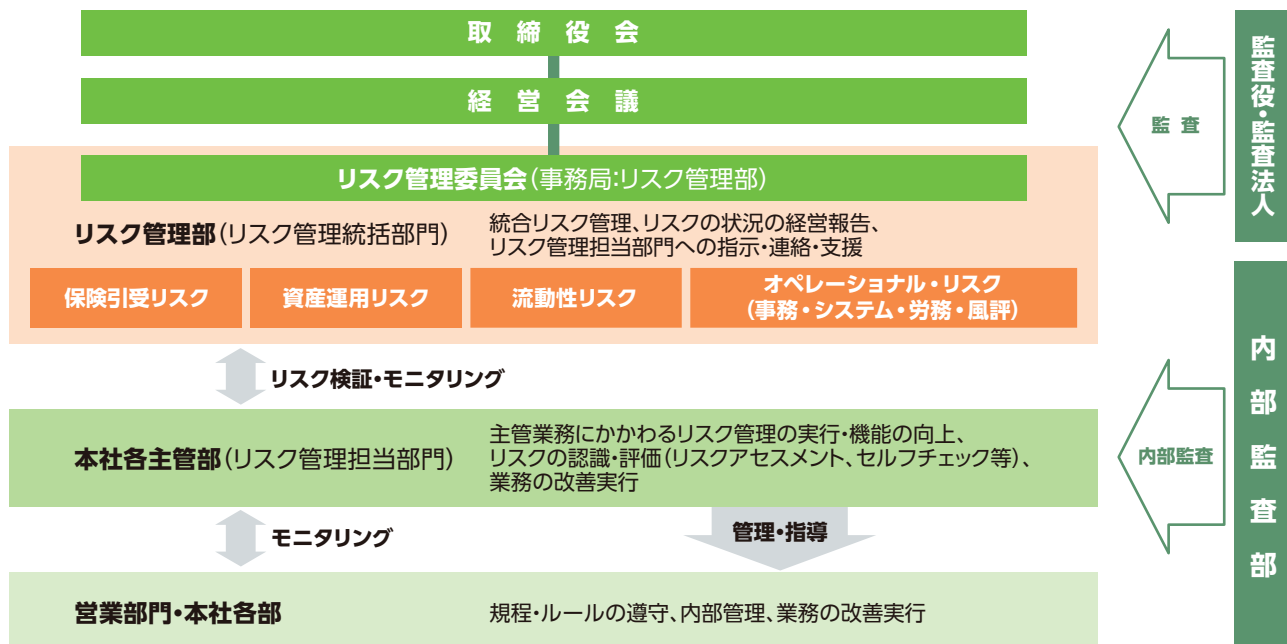 取締役会
経営会議
リスク管理委員会(事務局:リスク管理部)
リスク管理部(リスク管理統括部門)
統合リスク管理、リスクの状況の経営報告、
リスク管理担当部門への指示・連絡・支援
保険引受リスク
資産運用リスク
流動性リスク
オペレーショナル・リスク
(事務・システム・労務・風評)
リスク検証・モニタリング
本社各主管部(リスク管理担当部門)
主管業務にかかわるリスク管理の実行・機能の向上、
リスクの認識・評価(リスクアセスメント、セルフチェック等)、
業務の改善実行
モニタリング
管理・指導
営業部門・本社各部
規程・ルールの遵守、内部管理、業務の改善実行
監査
監査役・監査法人
内部監査
内部監査部